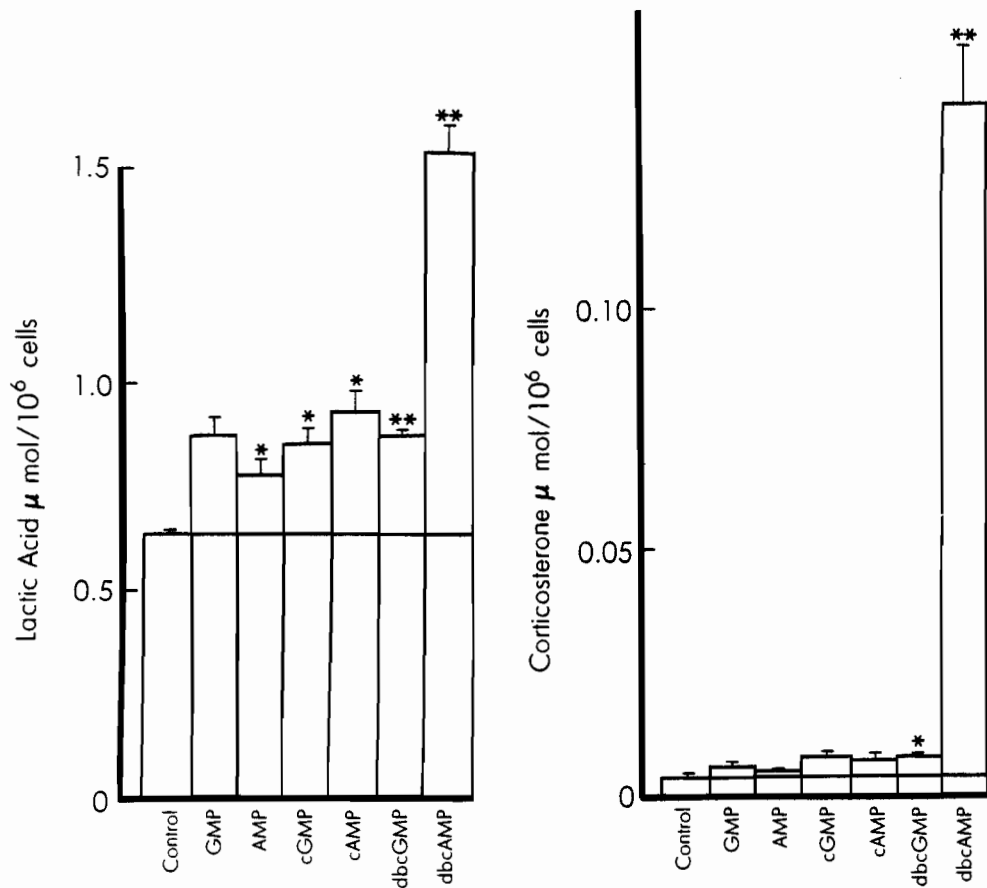 Lactic Acid μ mol/10⁶ cells
1.5
1.0
0.5
0
**
*
*
*
**
Control
GMP
AMP
cGMP
cAMP
dbcGMP
dbcAMP
Corticosterone μ mol/10⁶ cells
0.10
0.05
0
**
*
Control
GMP
AMP
cGMP
cAMP
dbcGMP
dbcAMP